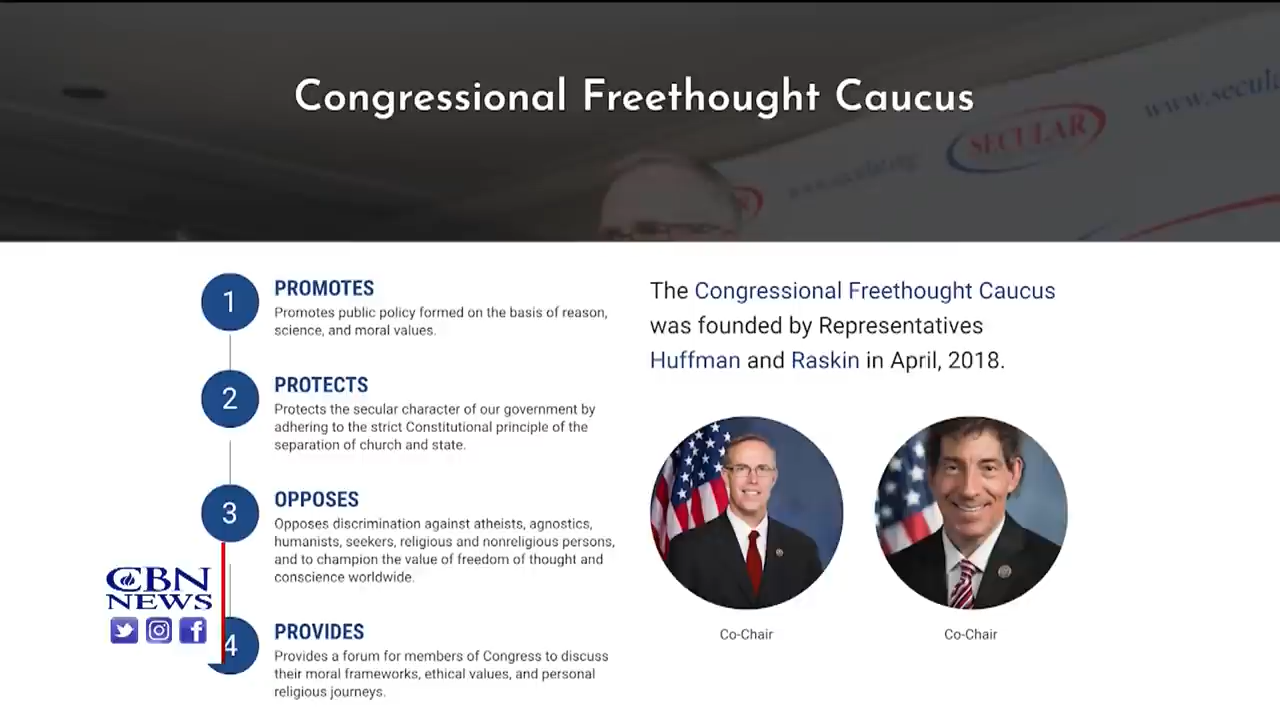 Congressional Freethought Caucus
SECULAR
www.secular.org
1
PROMOTES
Promotes public policy formed on the basis of reason,
science, and moral values.
2
PROTECTS
Protects the secular character of our government by
adhering to the strict Constitutional principle of the
separation of church and state.
3
OPPOSES
Opposes discrimination against atheists, agnostics,
humanists, seekers, religious and nonreligious persons,
and to champion the value of freedom of thought and
conscience worldwide.
4
PROVIDES
Provides a forum for members of Congress to discuss
their moral frameworks, ethical values, and personal
religious journeys.
The Congressional Freethought Caucus
was founded by Representatives
Huffman and Raskin in April, 2018.
Co-Chair
Co-Chair
CBN
NEWS